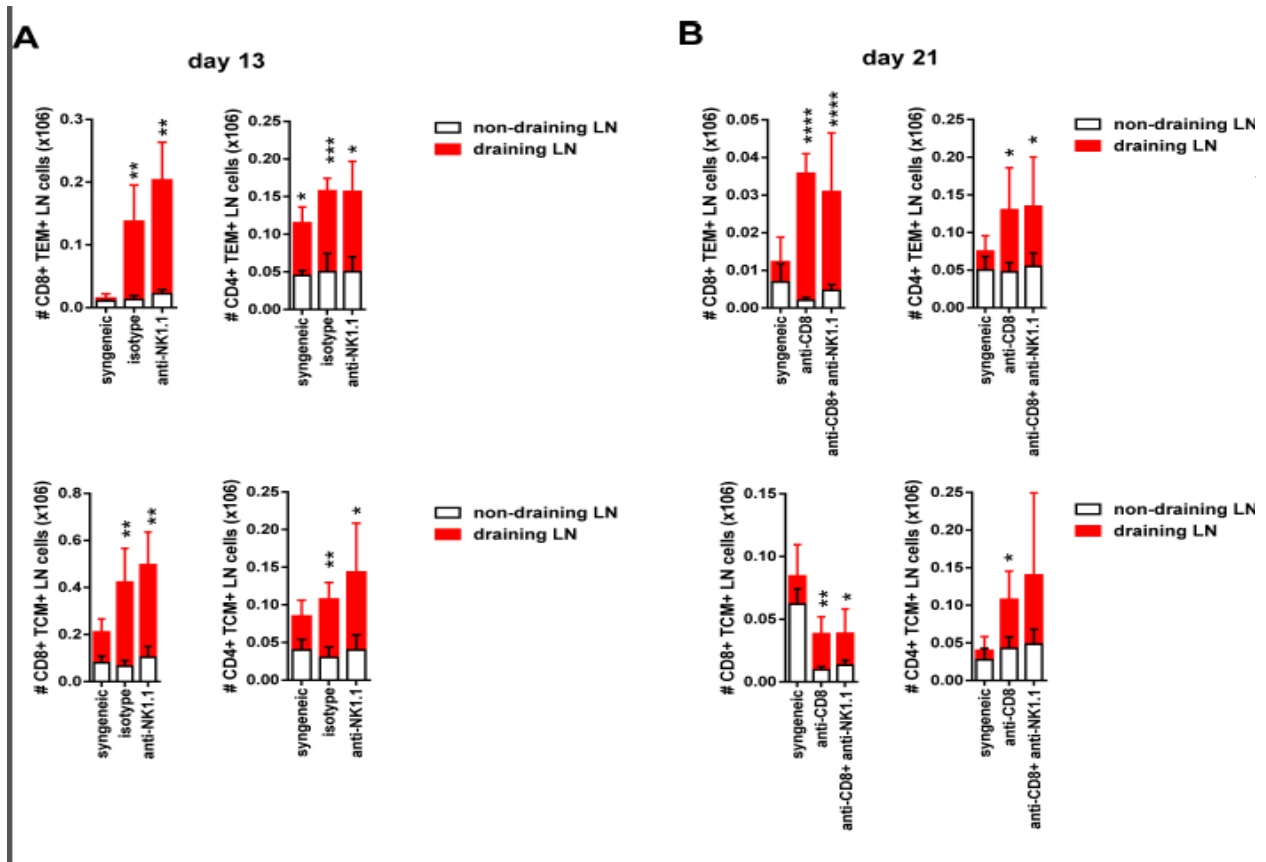 A
day 13
# CD8+ TEM+ LN cells (x106)
0.3
0.2
0.1
0.0
**
**
syngeneic
isotype
anti-NK1.1
# CD4+ TEM+ LN cells (x106)
0.25
0.20
0.15
0.10
0.05
0.00
*
***
*
syngeneic
isotype
anti-NK1.1
non-draining LN
draining LN
# CD8+ TCM+ LN cells (x106)
0.8
0.6
0.4
0.2
0.0
**
**
syngeneic
isotype
anti-NK1.1
# CD4+ TCM+ LN cells (x106)
0.25
0.20
0.15
0.10
0.05
0.00
**
*
syngeneic
isotype
anti-NK1.1
non-draining LN
draining LN
B
day 21
# CD8+ TEM+ LN cells (x106)
0.05
0.04
0.03
0.02
0.01
0.00
****
****
syngeneic
anti-CD8
anti-CD8+ anti-NK1.1
# CD4+ TEM+ LN cells (x106)
0.25
0.20
0.15
0.10
0.05
0.00
*
*
syngeneic
anti-CD8
anti-CD8+ anti-NK1.1
non-draining LN
draining LN
# CD8+ TCM+ LN cells (x106)
0.15
0.10
0.05
0.00
**
*
syngeneic
anti-CD8
anti-CD8+ anti-NK1.1
# CD4+ TCM+ LN cells (x106)
0.25
0.20
0.15
0.10
0.05
0.00
*
syngeneic
anti-CD8
anti-CD8+ anti-NK1.1
non-draining LN
draining LN